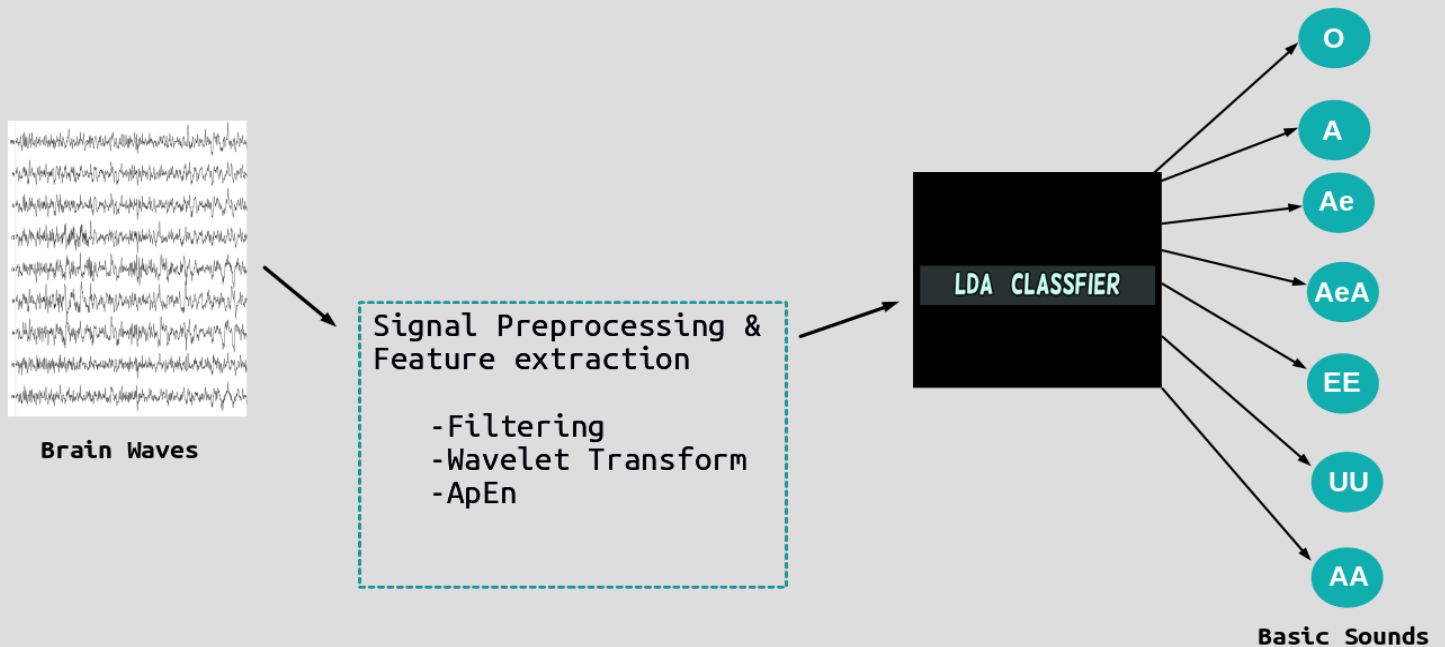 Brain Waves
Signal Preprocessing &
Feature extraction
-Filtering
-Wavelet Transform
-ApEn
LDA CLASSFIER
O
A
Ae
AeA
EE
UU
AA
Basic Sounds